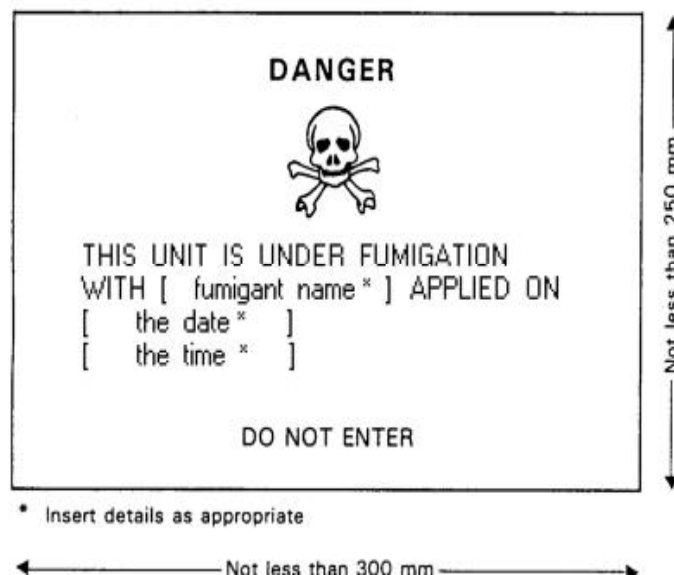 DANGER
THIS UNIT IS UNDER FUMIGATION
WITH [ fumigant name * ] APPLIED ON
[ the date * ]
[ the time * ]
DO NOT ENTER
Not less than 250 mm
* Insert details as appropriate
Not less than 300 mm